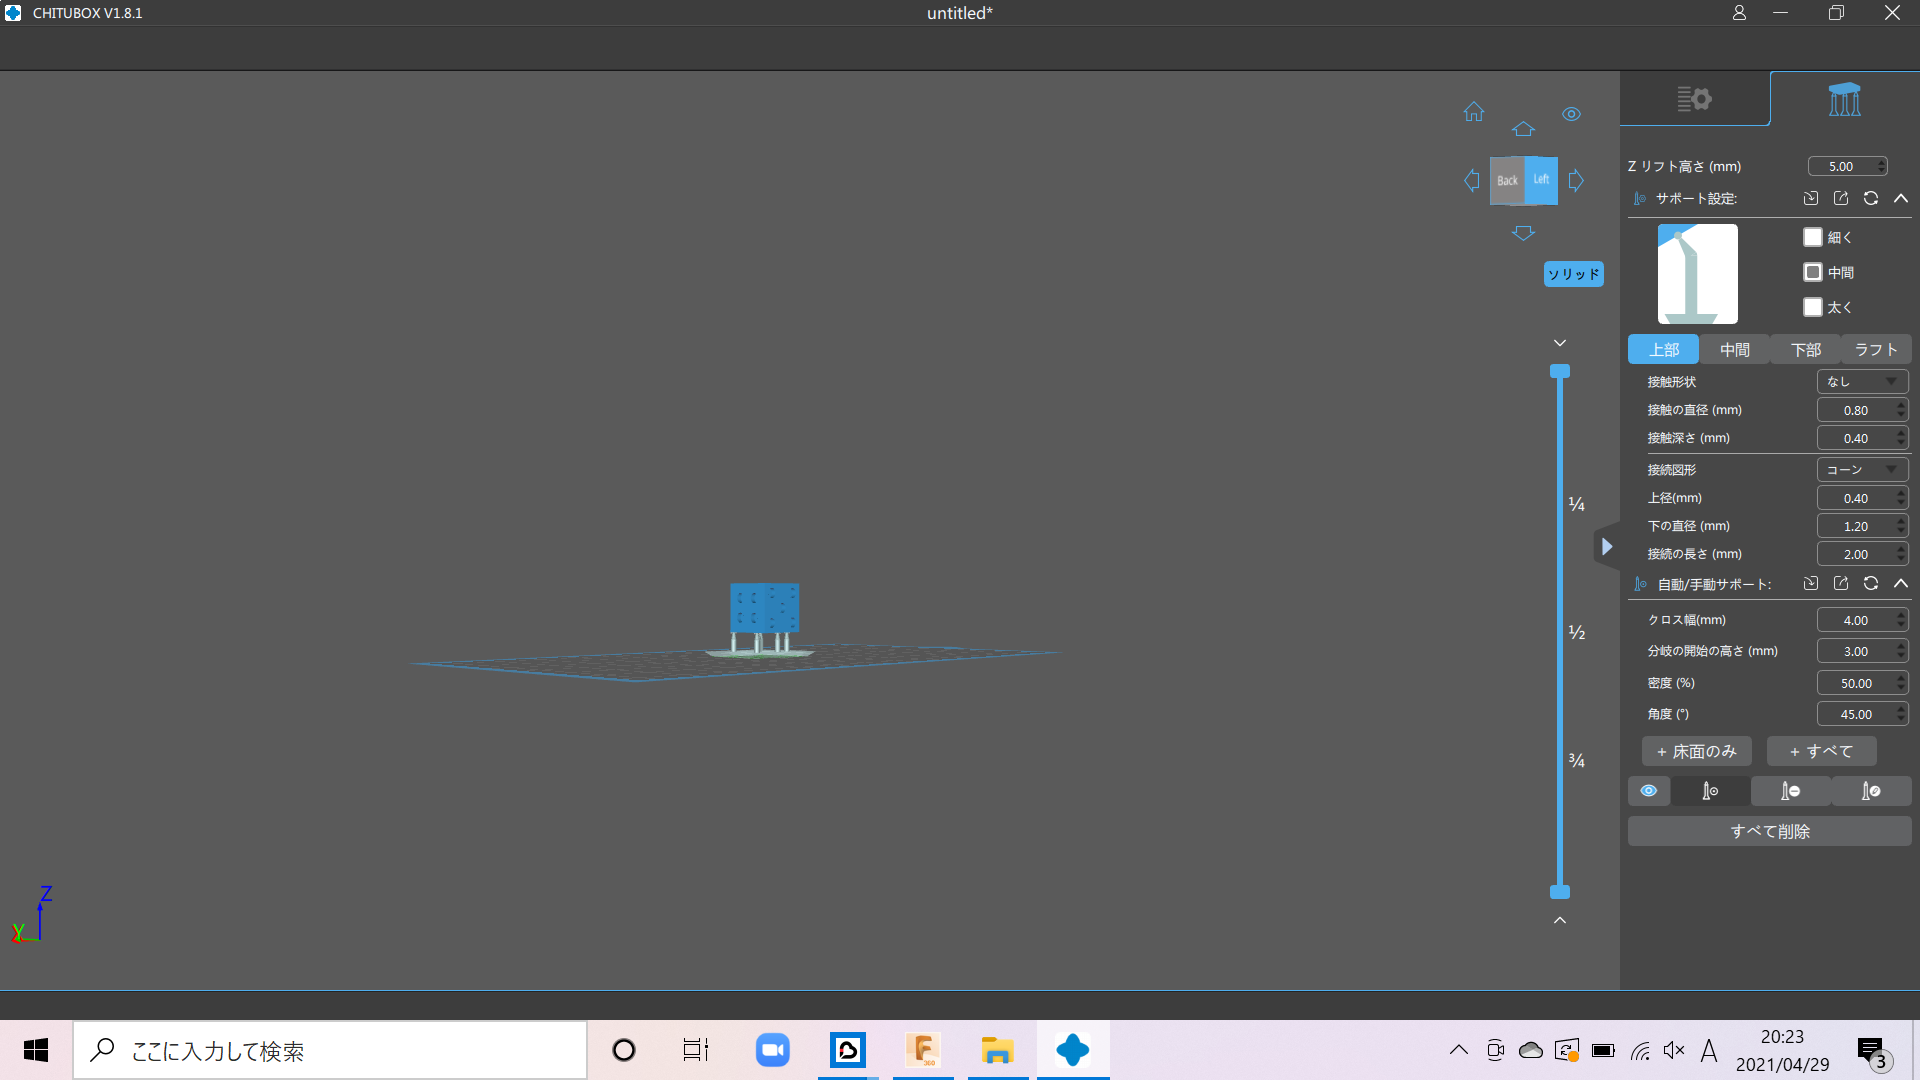 CHITUBOX V1.8.1
untitled*
Back Left
ソリッド
Z リフト高さ (mm) 5.00
サポート設定:
細く
中間
太く
上部 中間 下部 ラフト
接触形状 なし
接触の直径 (mm) 0.80
接触深さ (mm) 0.40
接続図形 コーン
上径(mm) 0.40
¼
下の直径 (mm) 1.20
接続の長さ (mm) 2.00
自動/手動サポート:
クロス幅(mm) 4.00
½
分岐の開始の高さ (mm) 3.00
密度 (%) 50.00
角度 (°) 45.00
+ 床面のみ + すべて
¾
すべて削除
Z
Y
ここに入力して検索
360
A
20:23
2021/04/29
3